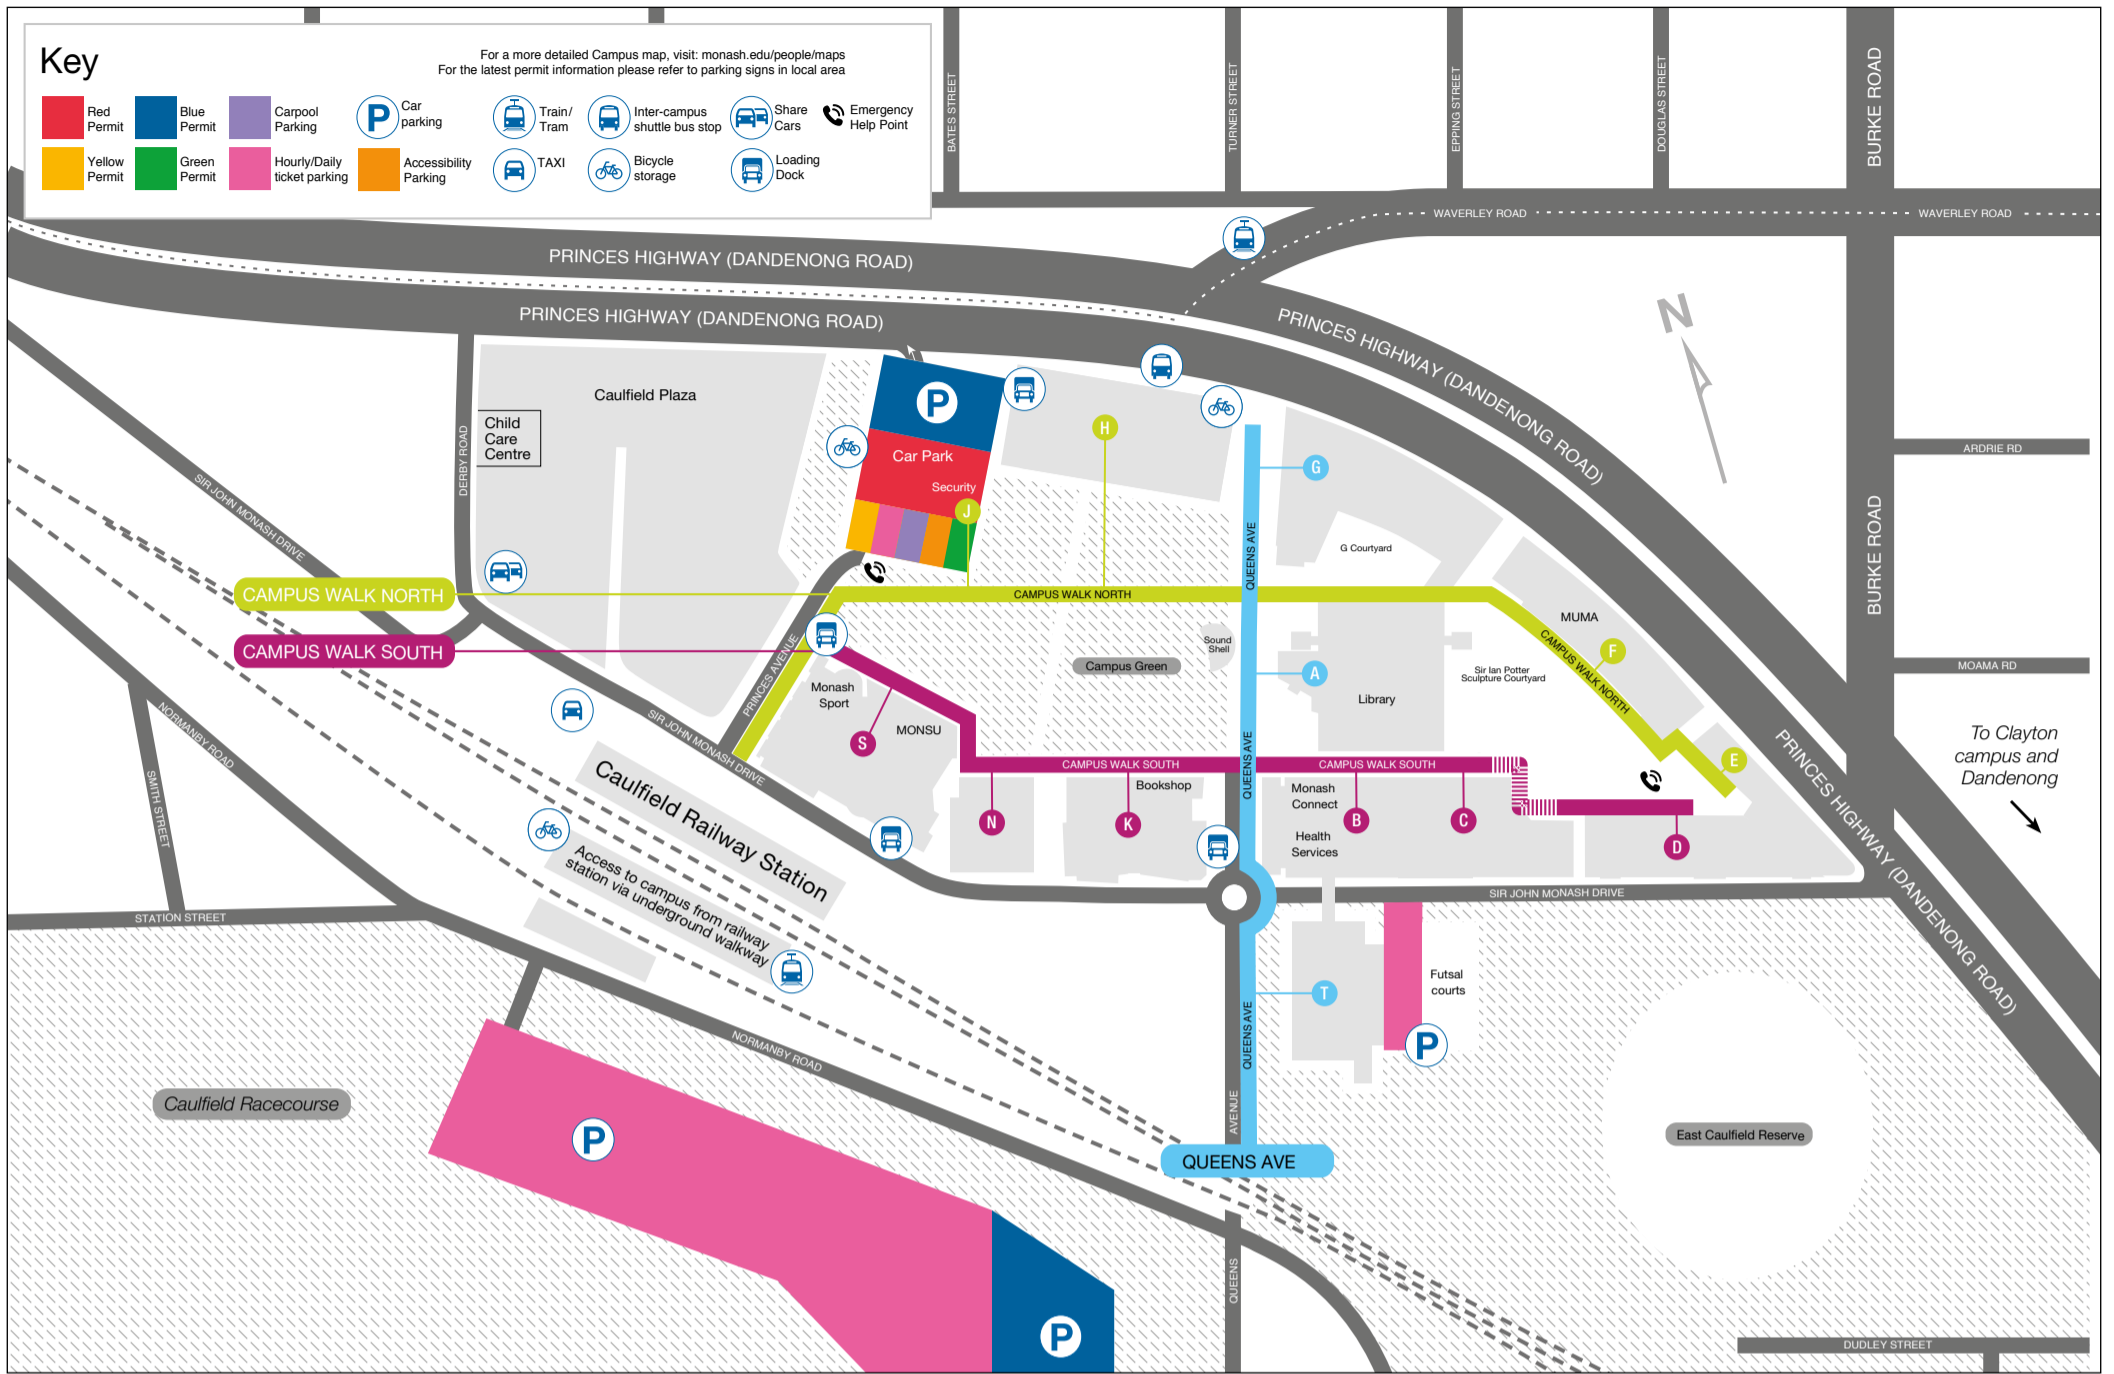 Key
For a more detailed Campus map, visit: monash.edu/people/maps
For the latest permit information please refer to parking signs in local area
Red
Permit
Blue
Permit
Carpool
Parking
P
Car
parking
Train/
Tram
Inter-campus
shuttle bus stop
Share
Cars
Emergency
Help Point
Yellow
Permit
Green
Permit
Hourly/Daily
ticket parking
Accessibility
Parking
TAXI
Bicycle
storage
Loading
Dock
BATES STREET
TURNER STREET
EPPING STREET
DOUGLAS STREET
BURKE ROAD
WAVERLEY ROAD
WAVERLEY ROAD
PRINCES HIGHWAY (DANDENONG ROAD)
PRINCES HIGHWAY (DANDENONG ROAD)
PRINCES HIGHWAY (DANDENONG ROAD)
N
Caulfield Plaza
Child
Care
Centre
DERBY ROAD
SIR JOHN MONASH DRIVE
P
Car Park
Security
J
H
G
QUEENS AVE
G Courtyard
ARDRIE RD
BURKE ROAD
CAMPUS WALK NORTH
CAMPUS WALK NORTH
CAMPUS WALK SOUTH
PRINCES AVENUE
MUMA
CAMPUS WALK NORTH
F
Sound
Shell
Campus Green
A
Library
Sir Ian Potter
Sculpture Courtyard
MOAMA RD
Monash
Sport
S
MONSU
SIR JOHN MONASH DRIVE
NORMANBY ROAD
SMITH STREET
CAMPUS WALK SOUTH
QUEENS AVE
CAMPUS WALK SOUTH
E
PRINCES HIGHWAY (DANDENONG ROAD)
To Clayton
campus and
Dandenong
Bookshop
N
K
Monash
Connect
B
C
D
Health
Services
Caulfield Railway Station
Access to campus from railway
station via underground walkway
STATION STREET
SIR JOHN MONASH DRIVE
PRINCES HIGHWAY (DANDENONG ROAD)
T
Futsal
courts
P
QUEENS AVE
NORMANBY ROAD
Caulfield Racecourse
P
AVENUE
QUEENS AVE
East Caulfield Reserve
QUEENS
P
DUDLEY STREET